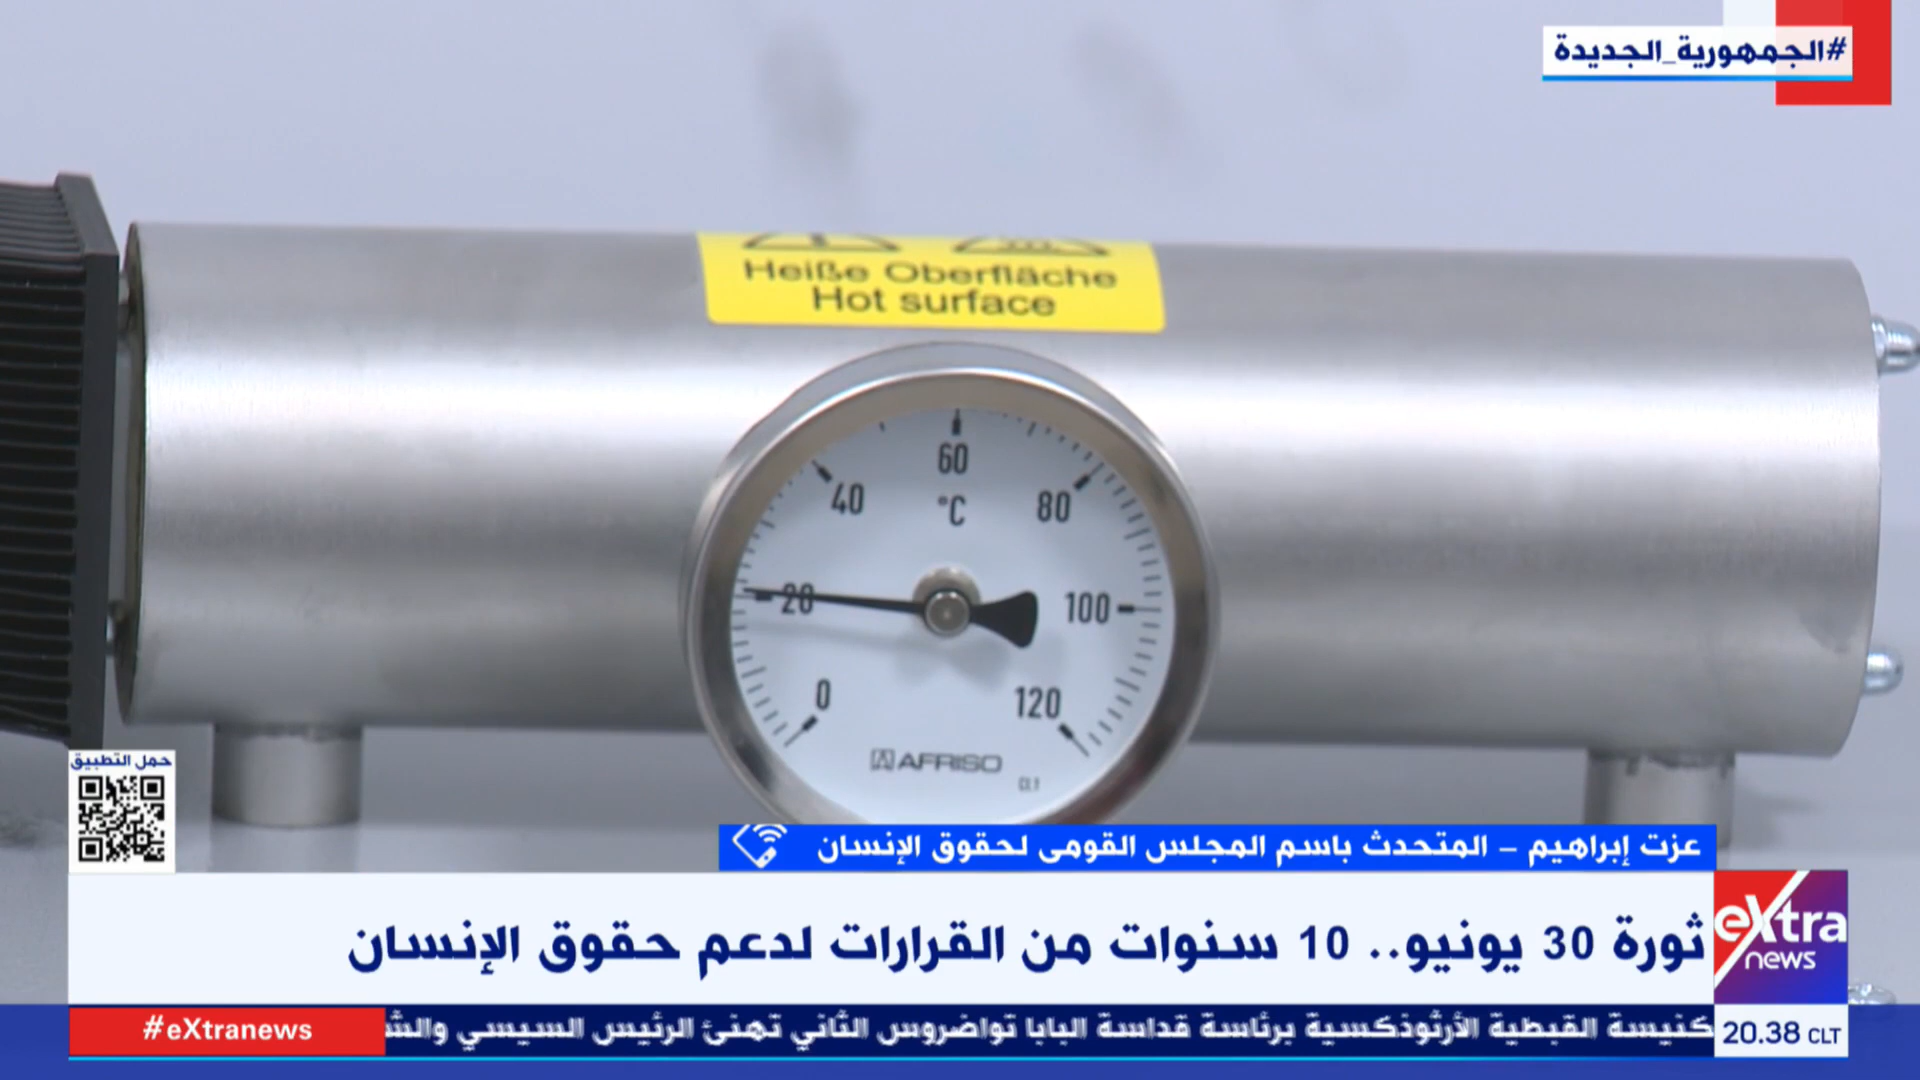 #الجمهورية_الجديدة
Heiße Oberfläche
Hot surface
60
°C
40
80
20
100
0
120
AFRISO
حمل التطبيق
عزت إبراهيم – المتحدث باسم المجلس القومى لحقوق الإنسان
ثورة 30 يونيو.. 10 سنوات من القرارات لدعم حقوق الإنسان
eXtra
news
#eXtranews
كنيسة القبطية الأرثوذكسية برئاسة قداسة البابا تواضروس الثاني تهنئ الرئيس السيسي
20.38 CLT